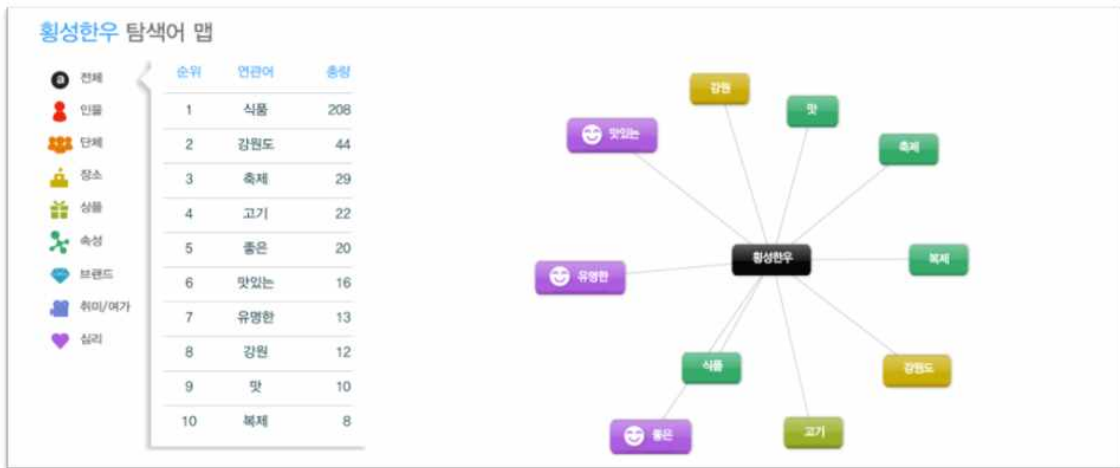 횡성한우 탐색어 맵
전체
인물
단체
장소
상품
속성
브랜드
취미/여가
심리
순위 연관어 총량
1 식품 208
2 강원도 44
3 축제 29
4 고기 22
5 좋은 20
6 맛있는 16
7 유명한 13
8 강원 12
9 맛 10
10 복제 8
강원
맛
맛있는
축제
횡성한우
복제
유명한
식품
강원도
좋은
고기